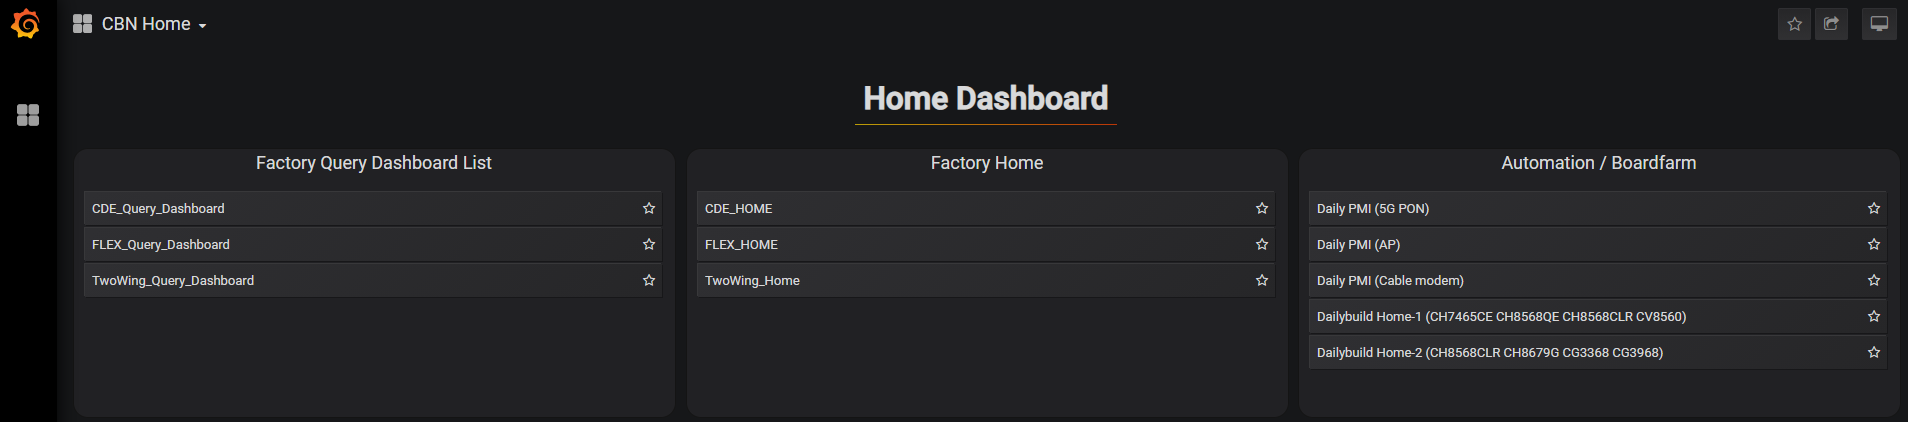 CBN Home
Home Dashboard
Factory Query Dashboard List
CDE_Query_Dashboard
FLEX_Query_Dashboard
TwoWing_Query_Dashboard
Factory Home
CDE_HOME
FLEX_HOME
TwoWing_Home
Automation / Boardfarm
Daily PMI (5G PON)
Daily PMI (AP)
Daily PMI (Cable modem)
Dailybuild Home-1 (CH7465CE CH8568QE CH8568CLR CV8560)
Dailybuild Home-2 (CH8568CLR CH8679G CG3368 CG3968)